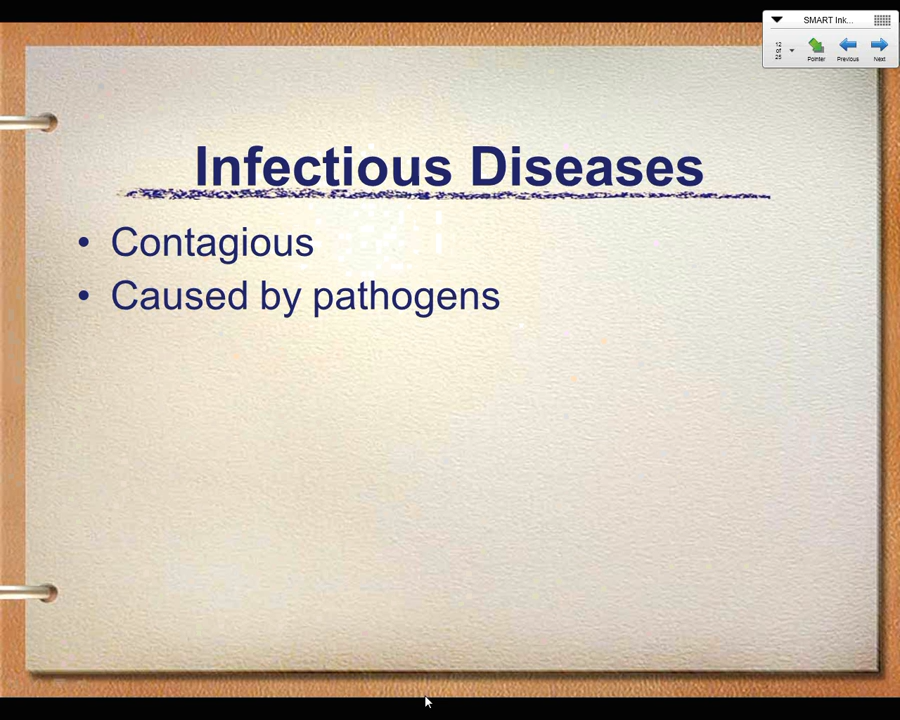 SMART Ink...
12
of
25
Pointer
Previous
Next
Infectious Diseases
• Contagious
• Caused by pathogens